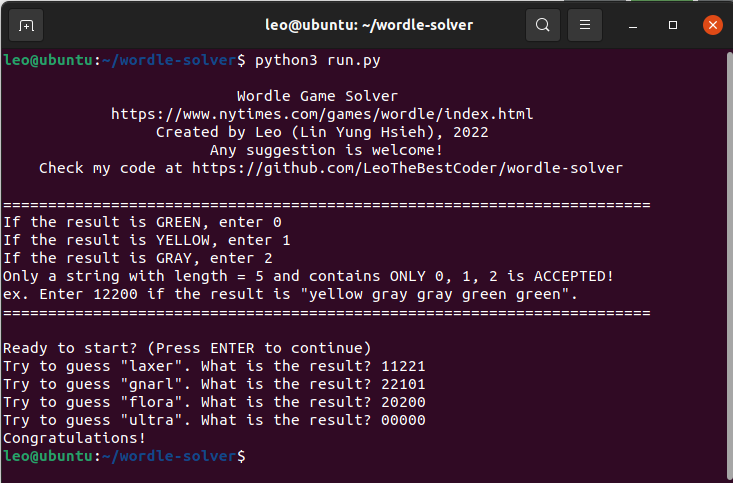 leo@ubuntu: ~/wordle-solver
leo@ubuntu:~/wordle-solver$ python3 run.py
Wordle Game Solver
https://www.nytimes.com/games/wordle/index.html
Created by Leo (Lin Yung Hsieh), 2022
Any suggestion is welcome!
Check my code at https://github.com/LeoTheBestCoder/wordle-solver
========================================================================
If the result is GREEN, enter 0
If the result is YELLOW, enter 1
If the result is GRAY, enter 2
Only a string with length = 5 and contains ONLY 0, 1, 2 is ACCEPTED!
ex. Enter 12200 if the result is "yellow gray gray green green".
========================================================================
Ready to start? (Press ENTER to continue)
Try to guess "laxer". What is the result? 11221
Try to guess "gnarl". What is the result? 22101
Try to guess "flora". What is the result? 20200
Try to guess "ultra". What is the result? 00000
Congratulations!
leo@ubuntu:~/wordle-solver$